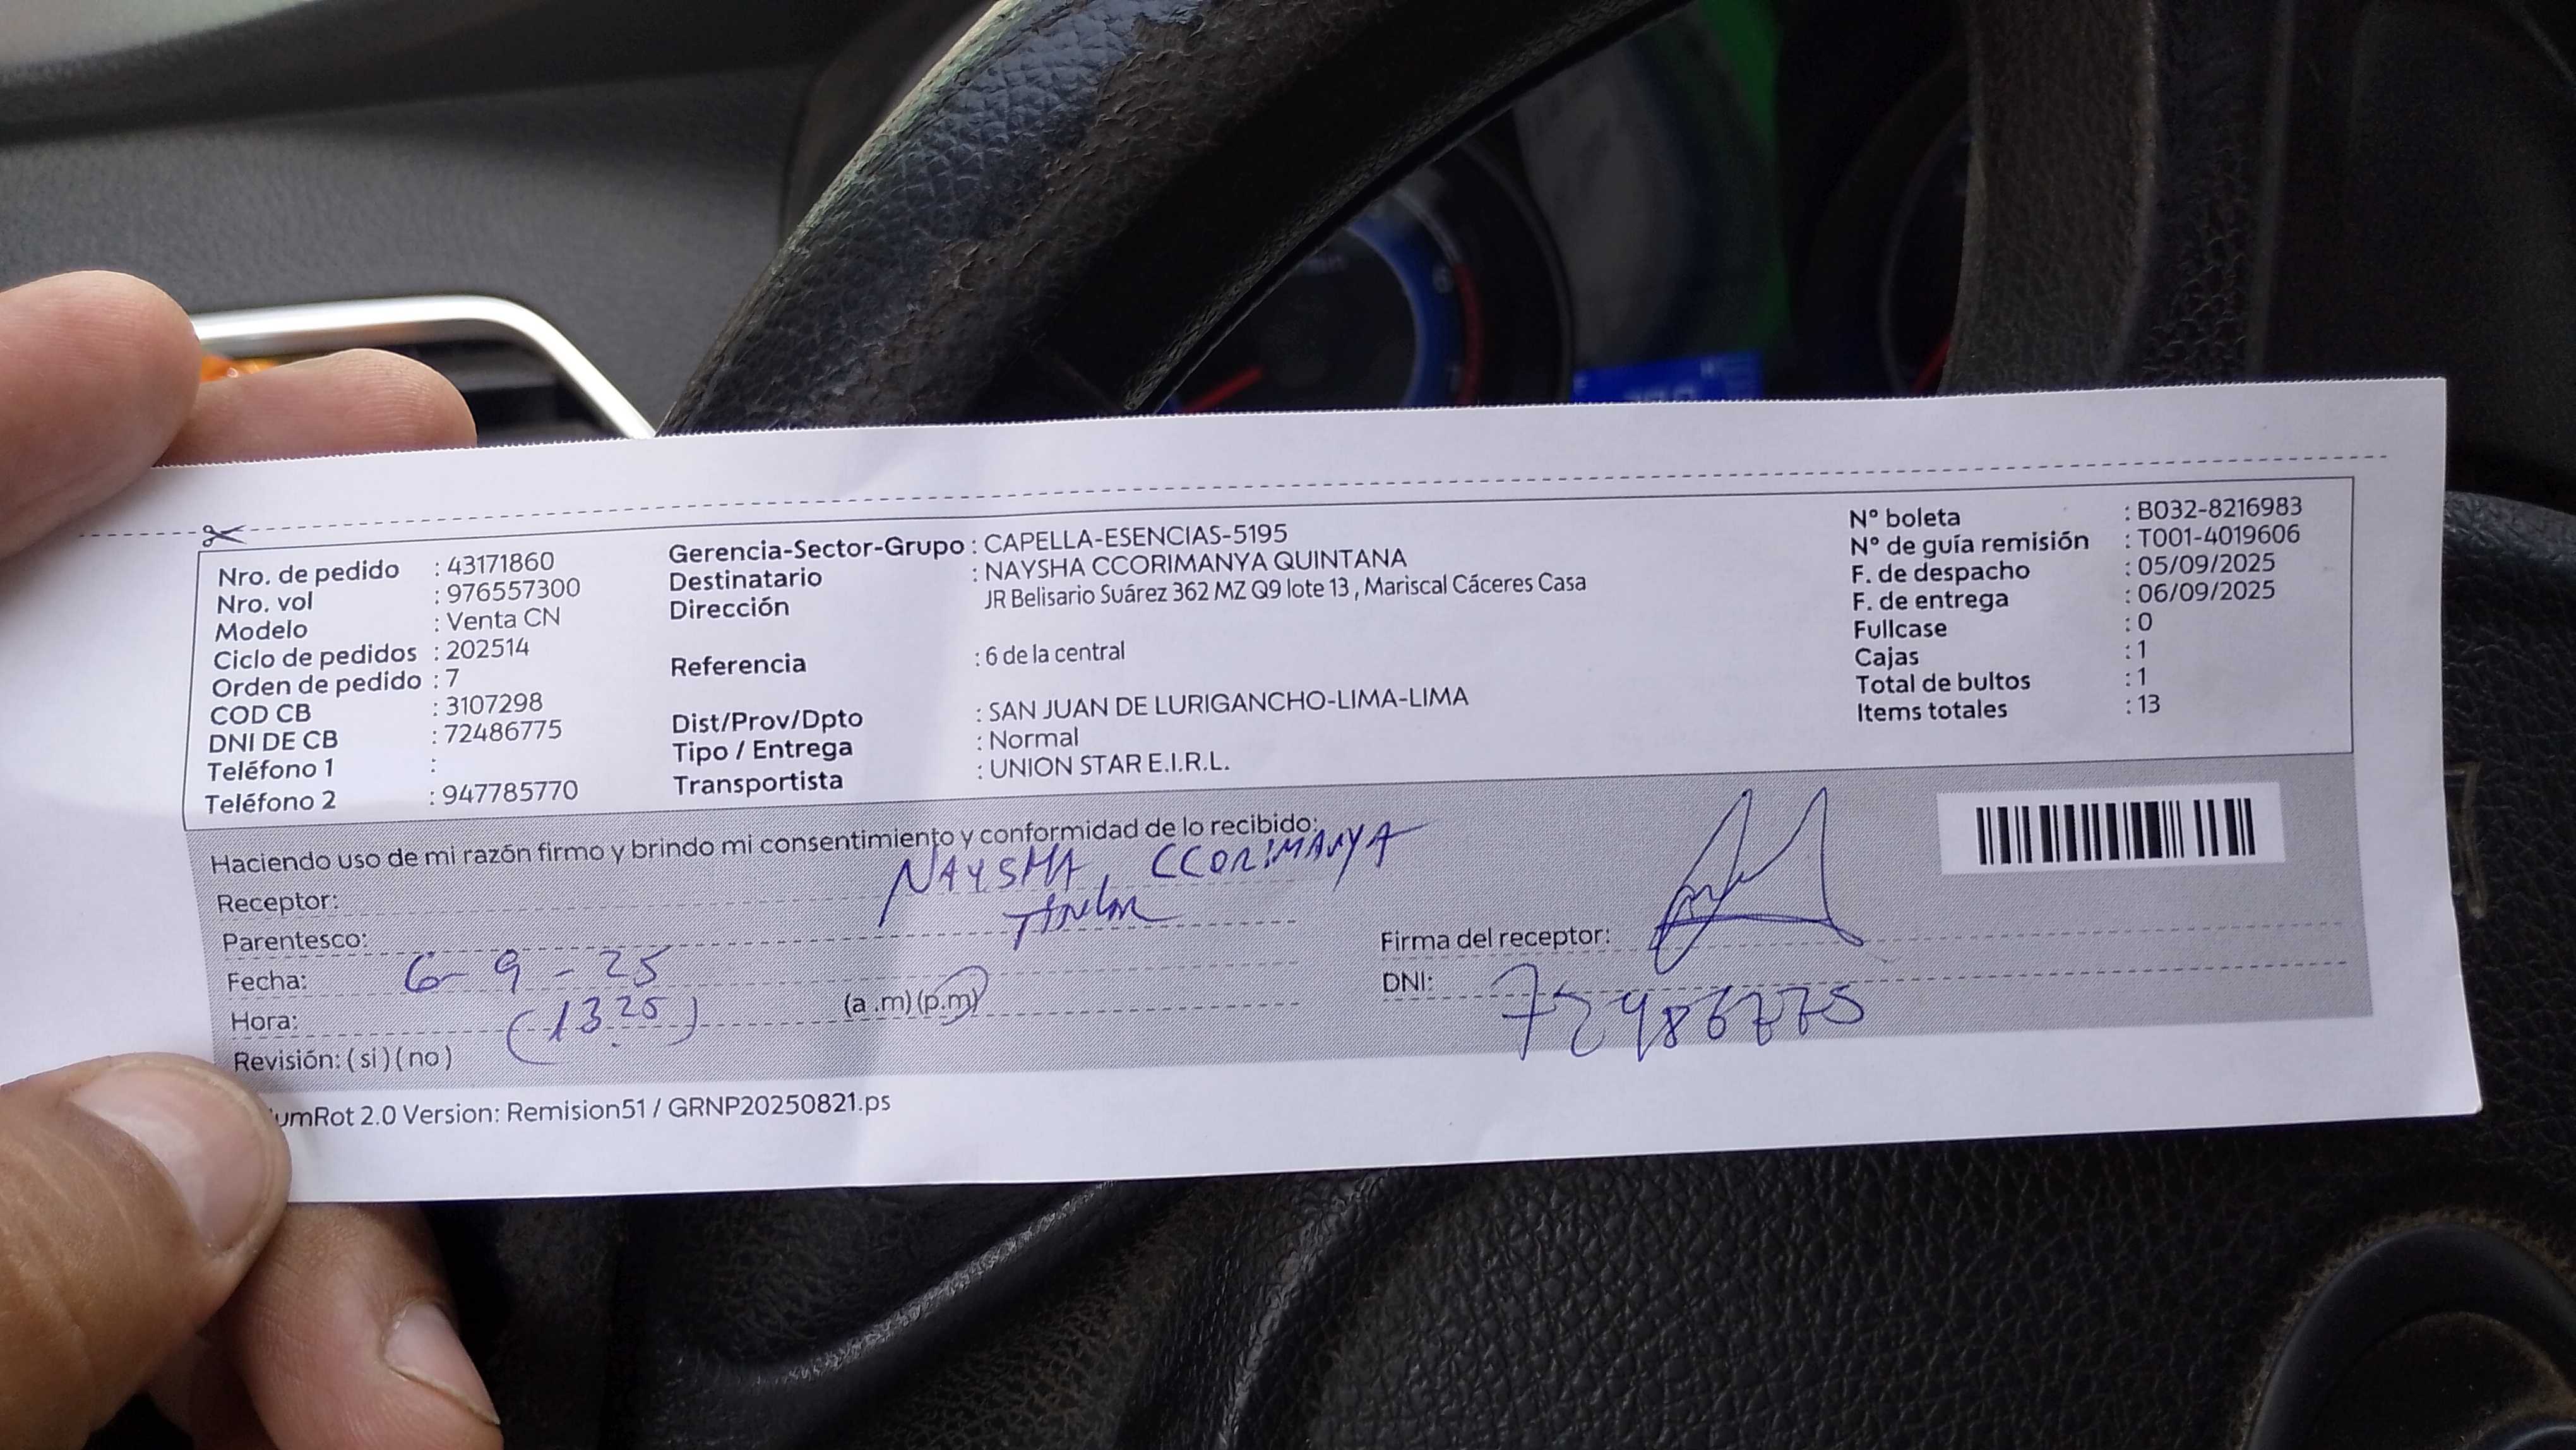 Nro. de pedido : 43171860
Nro. vol : 976557300
Modelo : Venta CN
Ciclo de pedidos : 202514
Orden de pedido : 7
COD CB : 3107298
DNI DE CB : 72486775
Teléfono 1 :
Teléfono 2 : 947785770
Gerencia-Sector-Grupo : CAPELLA-ESENCIAS-5195
Destinatario : NAYSHA CCORIMANYA QUINTANA
Dirección JR Belisario Suárez 362 MZ Q9 lote 13 , Mariscal Cáceres Casa
Referencia : 6 de la central
Dist/Prov/Dpto : SAN JUAN DE LURIGANCHO-LIMA-LIMA
Tipo / Entrega : Normal
Transportista : UNION STAR E.I.R.L.
N° boleta : B032-8216983
N° de guía remisión : T001-4019606
F. de despacho : 05/09/2025
F. de entrega : 06/09/2025
Fullcase : 0
Cajas : 1
Total de bultos : 1
Items totales : 13
Haciendo uso de mi razón firmo y brindo mi consentimiento y conformidad de lo recibido:
Receptor: NAYSHA CCORIMANYA
Parentesco: Titular
Fecha: 6-9-25
Hora: (13.25) (a .m) (p.m)
Revisión: ( si ) ( no )
Firma del receptor:
DNI: 72486775
umRot 2.0 Version: Remision51 / GRNP20250821.ps